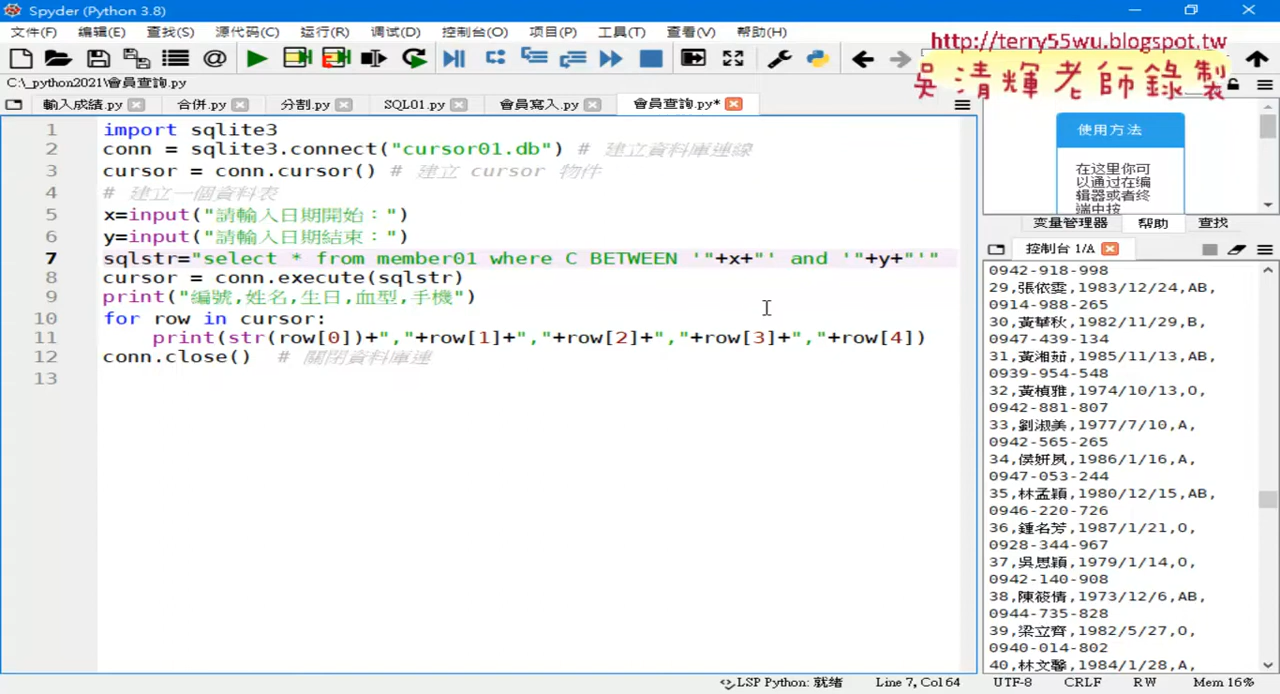 Spyder (Python 3.8)
文件(F) 编辑(E) 查找(S) 源代码(C) 运行(R) 调试(D) 控制台(O) 项目(P) 工具(T) 查看(V) 帮助(H)
http://terry55wu.blogspot.tw
吳清輝老師錄製
C:\_python2021\會員查詢.py
輸入成績.py 合併.py 分割.py SQL01.py 會員寫入.py 會員查詢.py*
1 import sqlite3
2 conn = sqlite3.connect("cursor01.db") # 建立資料庫連線
3 cursor = conn.cursor() # 建立 cursor 物件
4 # 建立一個資料表
5 x=input("請輸入日期開始：")
6 y=input("請輸入日期結束：")
7 sqlstr="select * from member01 where C BETWEEN '"+x+"' and '"+y+"'"
8 cursor = conn.execute(sqlstr)
9 print("編號,姓名,生日,血型,手機")
10 for row in cursor:
11 print(str(row[0])+","+row[1]+","+row[2]+","+row[3]+","+row[4])
12 conn.close() # 關閉資料庫連
13
使用方法
在这里你可
以通过在编
辑器或者终
端中按
变量管理器 帮助 查找
控制台 1/A
0942-918-998
29,張依雯,1983/12/24,AB,
0914-988-265
30,黃華秋,1982/11/29,B,
0947-439-134
31,黃湘茹,1985/11/13,AB,
0939-954-548
32,黃楨雅,1974/10/13,O,
0942-881-807
33,劉淑美,1977/7/10,A,
0942-565-265
34,侯妍夙,1986/1/16,A,
0947-053-244
35,林孟穎,1980/12/15,AB,
0946-220-726
36,鍾名芳,1987/1/21,O,
0928-344-967
37,吳思穎,1979/1/14,O,
0942-140-908
38,陳筱情,1973/12/6,AB,
0944-735-828
39,梁立齊,1982/5/27,O,
0940-014-802
40,林文馨,1984/1/28,A,
LSP Python: 就绪 Line 7, Col 64 UTF-8 CRLF RW Mem 16%